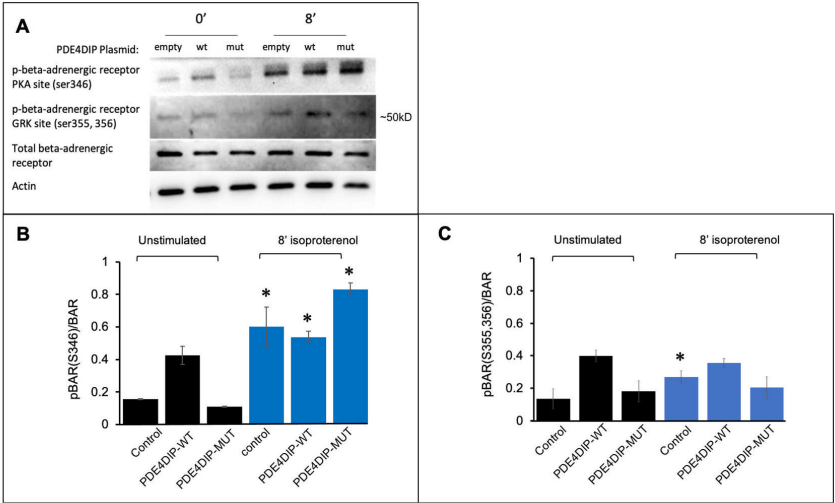 A
0’
8’
PDE4DIP Plasmid:
empty wt mut empty wt mut
p-beta-adrenergic receptor
PKA site (ser346)
p-beta-adrenergic receptor
GRK site (ser355, 356)
~50kD
Total beta-adrenergic
receptor
Actin
B
Unstimulated
8’ isoproterenol
pBAR(S346)/BAR
1
0.8
0.6
0.4
0.2
0
*
*
*
Control
PDE4DIP-WT
PDE4DIP-MUT
control
PDE4DIP-WT
PDE4DIP-MUT
C
Unstimulated
8’ isoproterenol
pBAR(S355,356)/BAR
1
0.8
0.6
0.4
0.2
0
*
Control
PDE4DIP-WT
PDE4DIP-MUT
Control
PDE4DIP-WT
PDE4DIP-MUT